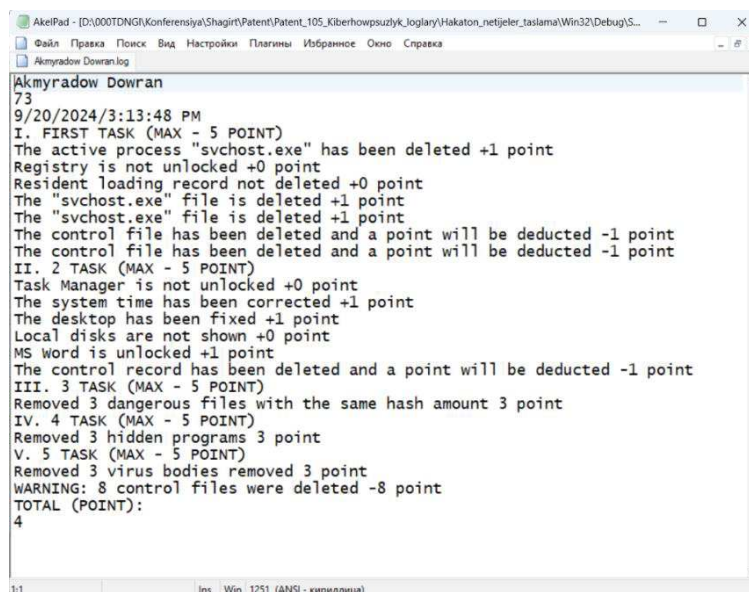 AkelPad - [D:\000TDNGI\Konferensiya\Shagirt\Patent\Patent_105_Kiberhowpsuzlyk_loglary\Hakaton_netijeler_taslama\Win32\Debug\S...
Файл Правка Поиск Вид Настройки Плагины Избранное Окно Справка
Akmyradow Dowran.log
Akmyradow Dowran
73
9/20/2024/3:13:48 PM
I. FIRST TASK (MAX - 5 POINT)
The active process "svchost.exe" has been deleted +1 point
Registry is not unlocked +0 point
Resident loading record not deleted +0 point
The "svchost.exe" file is deleted +1 point
The "svchost.exe" file is deleted +1 point
The control file has been deleted and a point will be deducted -1 point
The control file has been deleted and a point will be deducted -1 point
II. 2 TASK (MAX - 5 POINT)
Task Manager is not unlocked +0 point
The system time has been corrected +1 point
The desktop has been fixed +1 point
Local disks are not shown +0 point
MS Word is unlocked +1 point
The control record has been deleted and a point will be deducted -1 point
III. 3 TASK (MAX - 5 POINT)
Removed 3 dangerous files with the same hash amount 3 point
IV. 4 TASK (MAX - 5 POINT)
Removed 3 hidden programs 3 point
V. 5 TASK (MAX - 5 POINT)
Removed 3 virus bodies removed 3 point
WARNING: 8 control files were deleted -8 point
TOTAL (POINT):
4
1:1 Ins Win 1251 (ANSI - кириллица)